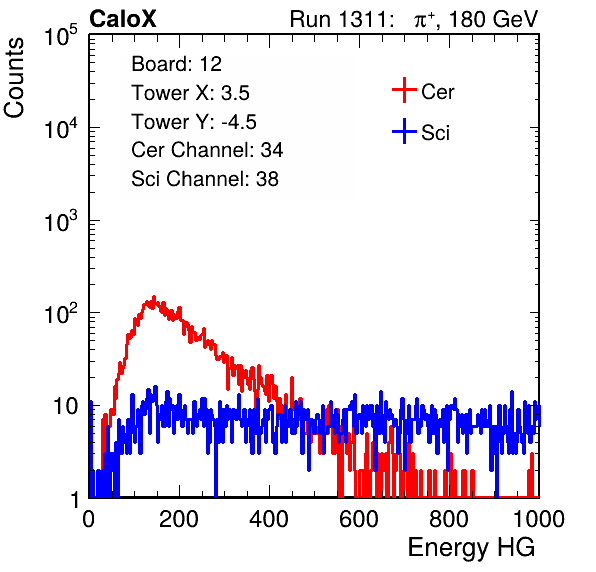 CaloX Run 1311: π⁺, 180 GeV
Counts
Board: 12
Tower X: 3.5
Tower Y: -4.5
Cer Channel: 34
Sci Channel: 38
Cer
Sci
10⁵
10⁴
10³
10²
10
1
0 200 400 600 800 1000
Energy HG